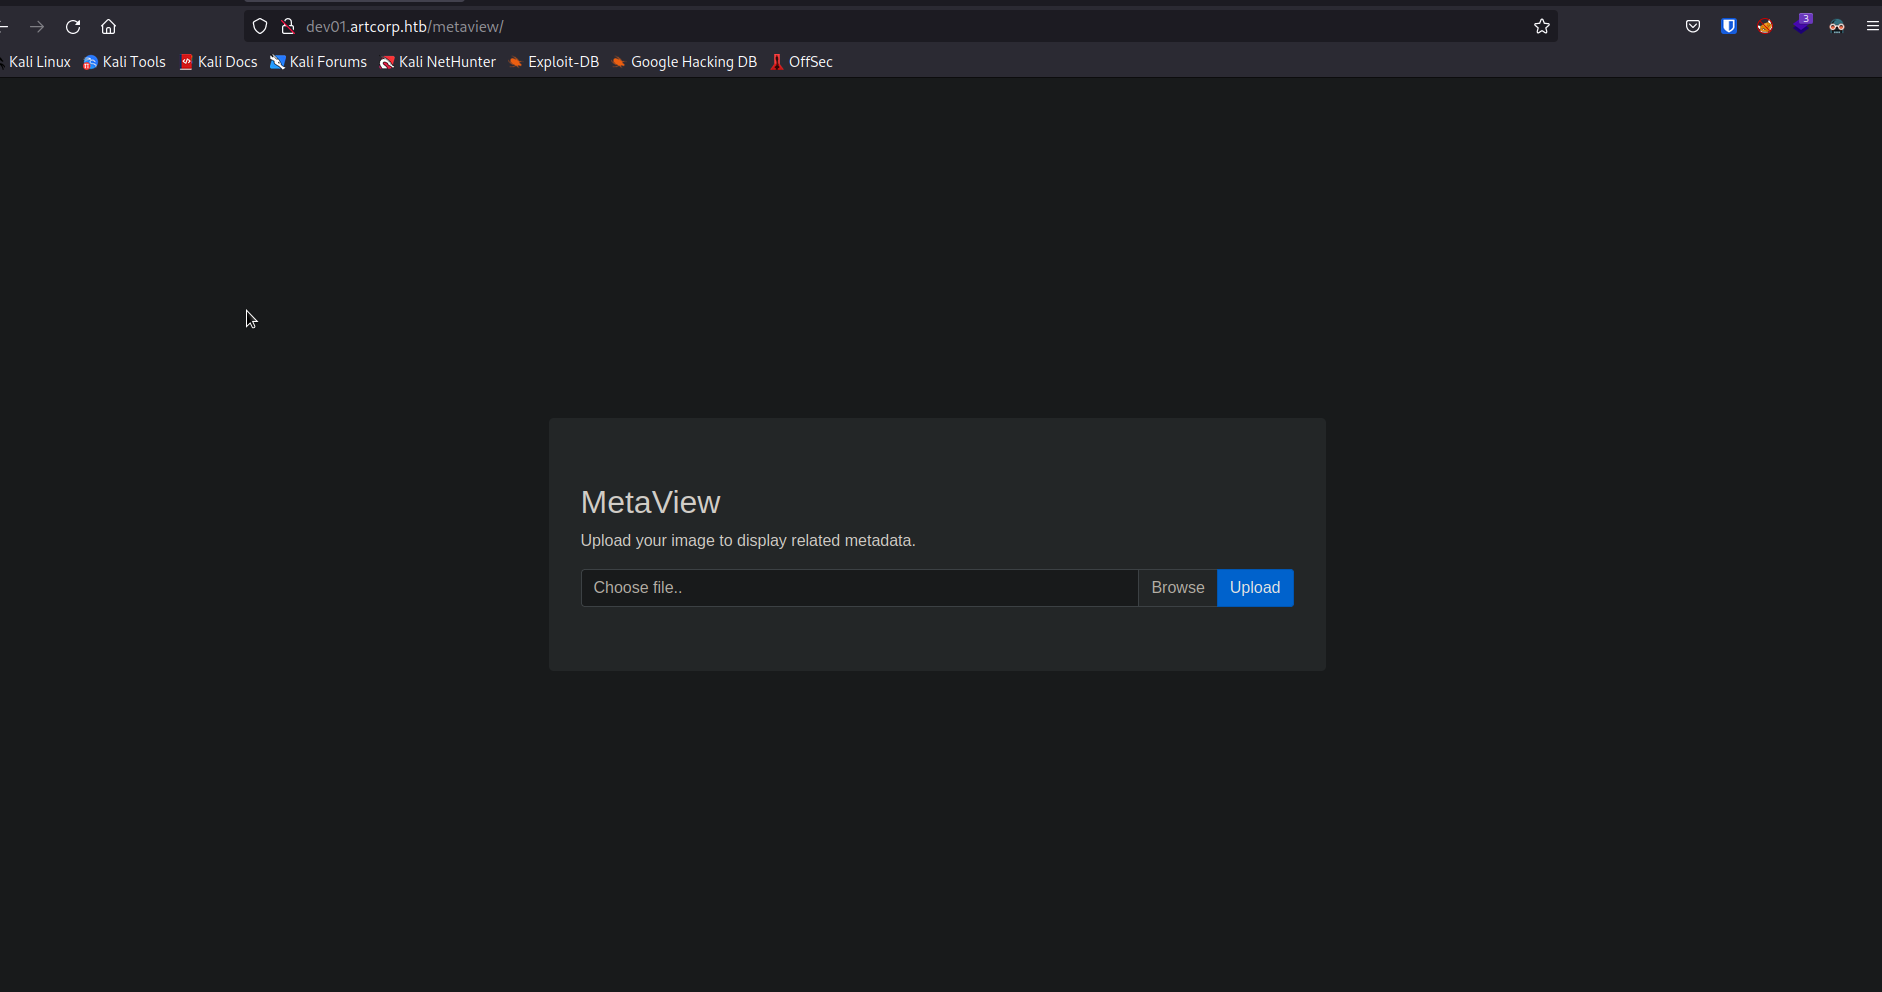 dev01.artcorp.htb/metaview/
3
Kali Linux Kali Tools Kali Docs Kali Forums Kali NetHunter Exploit-DB Google Hacking DB OffSec
MetaView
Upload your image to display related metadata.
Choose file.. Browse Upload